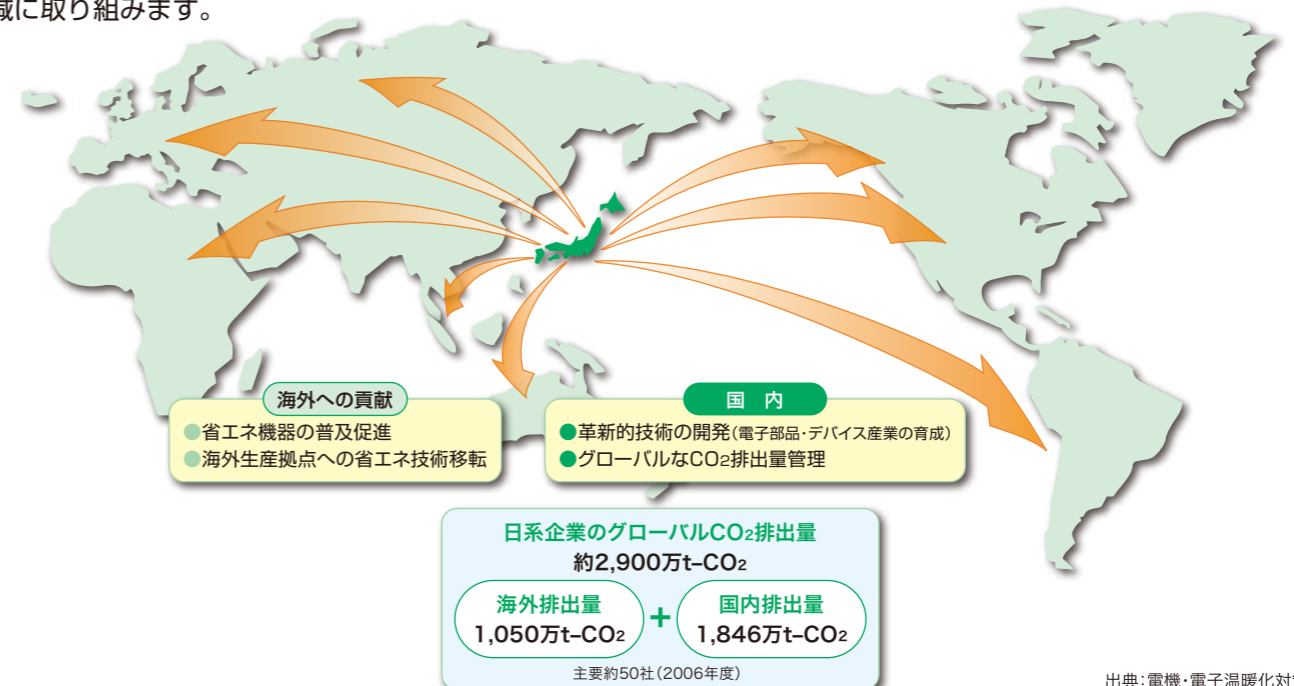 減に取り組みます。
海外への貢献
●省エネ機器の普及促進
●海外生産拠点への省エネ技術移転
国 内
●革新的技術の開発(電子部品・デバイス産業の育成)
●グローバルなCO2排出量管理
日系企業のグローバルCO2排出量
約2,900万t–CO2
海外排出量
1,050万t–CO2
+
国内排出量
1,846万t–CO2
主要約50社(2006年度)
出典:電機・電子温暖化対